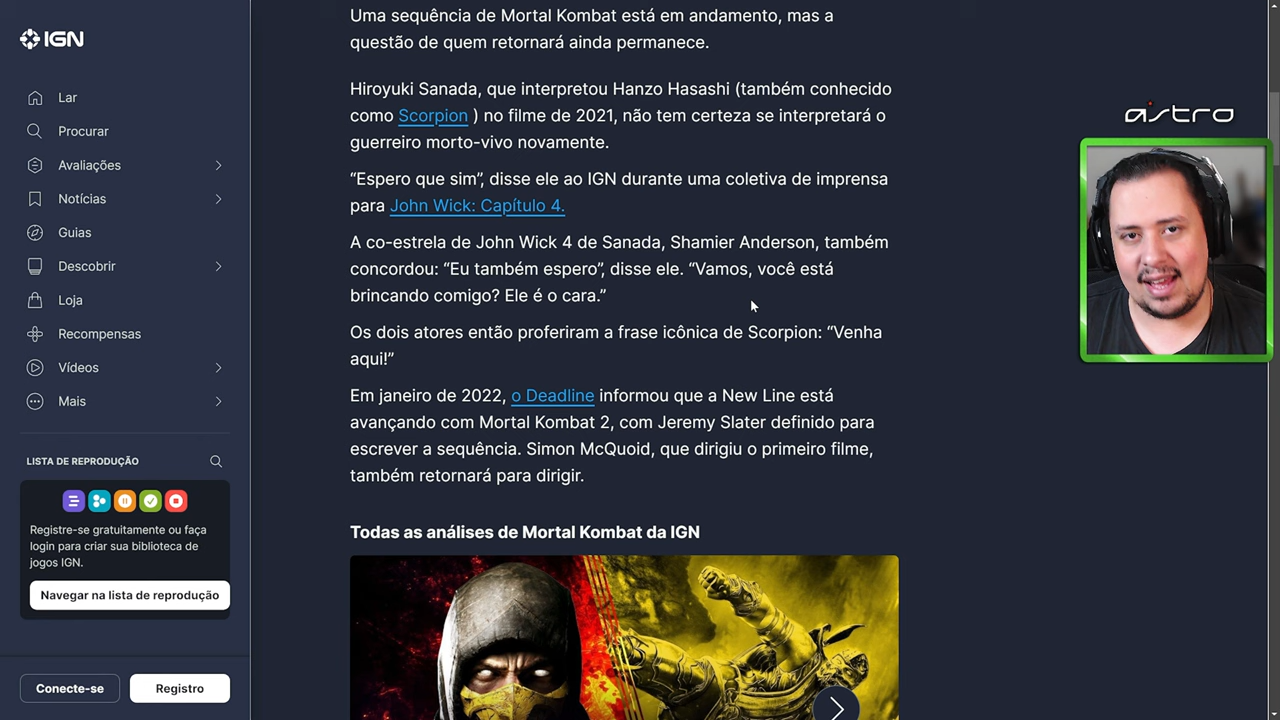 IGN
Lar
Procurar
Avaliações
Notícias
Guias
Descobrir
Loja
Recompensas
Vídeos
Mais
LISTA DE REPRODUÇÃO
Registre-se gratuitamente ou faça
login para criar sua biblioteca de
jogos IGN.
Navegar na lista de reprodução
Conecte-se
Registro
Uma sequência de Mortal Kombat está em andamento, mas a
questão de quem retornará ainda permanece.
Hiroyuki Sanada, que interpretou Hanzo Hasashi (também conhecido
como Scorpion ) no filme de 2021, não tem certeza se interpretará o
guerreiro morto-vivo novamente.
“Espero que sim”, disse ele ao IGN durante uma coletiva de imprensa
para John Wick: Capítulo 4.
A co-estrela de John Wick 4 de Sanada, Shamier Anderson, também
concordou: “Eu também espero”, disse ele. “Vamos, você está
brincando comigo? Ele é o cara.”
Os dois atores então proferiram a frase icônica de Scorpion: “Venha
aqui!”
Em janeiro de 2022, o Deadline informou que a New Line está
avançando com Mortal Kombat 2, com Jeremy Slater definido para
escrever a sequência. Simon McQuoid, que dirigiu o primeiro filme,
também retornará para dirigir.
Todas as análises de Mortal Kombat da IGN
astro